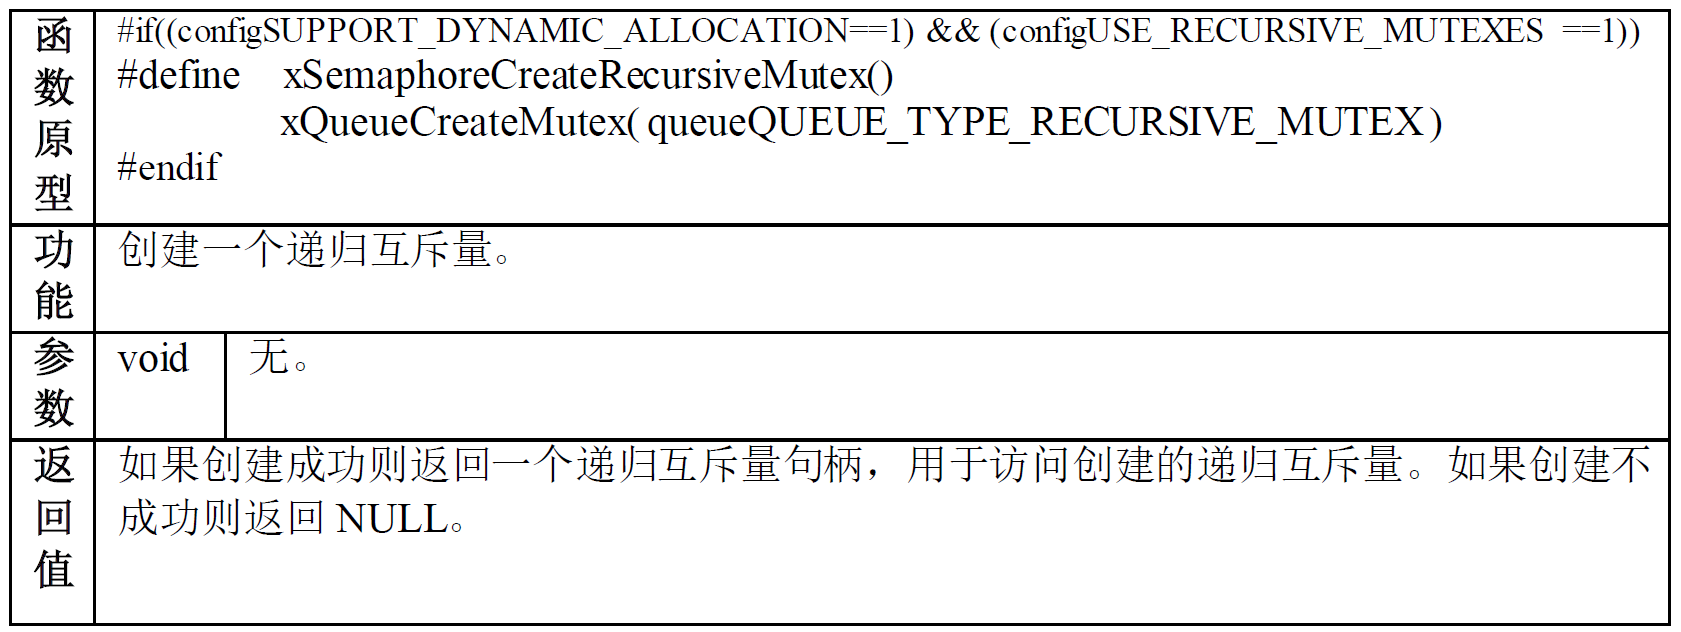 函数原型
#if((configSUPPORT_DYNAMIC_ALLOCATION==1) && (configUSE_RECURSIVE_MUTEXES ==1))
#define xSemaphoreCreateRecursiveMutex()
xQueueCreateMutex( queueQUEUE_TYPE_RECURSIVE_MUTEX )
#endif
功能
创建一个递归互斥量。
参数
void 无。
返回值
如果创建成功则返回一个递归互斥量句柄，用于访问创建的递归互斥量。如果创建不
成功则返回 NULL。